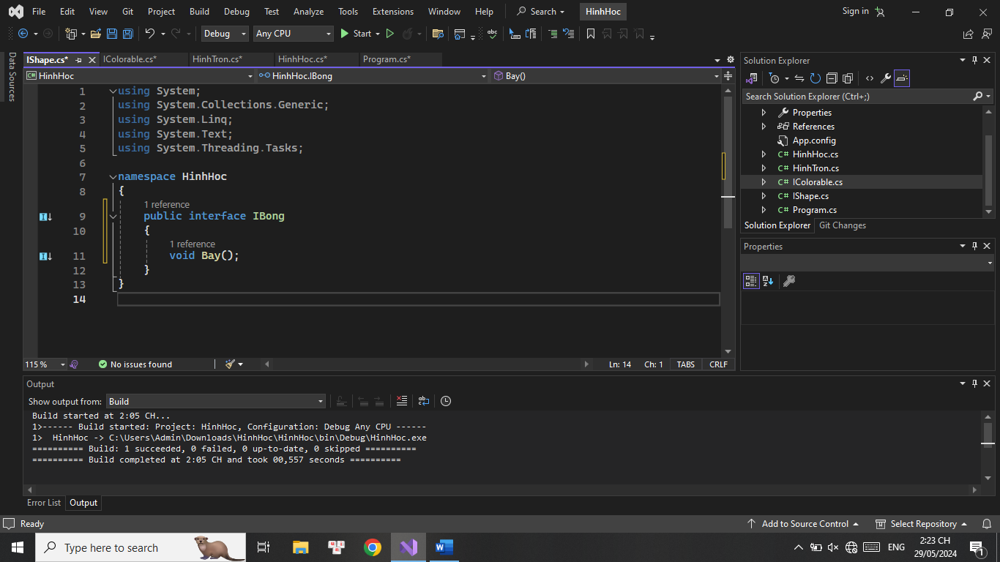 File Edit View Git Project Build Debug Test Analyze Tools Extensions Window Help Search HinhHoc Sign in
Debug Any CPU Start
Data Sources
IShape.cs* IColorable.cs* HinhTron.cs* HinhHoc.cs* Program.cs*
HinhHoc HinhHoc.IBong Bay()
1 using System;
2 using System.Collections.Generic;
3 using System.Linq;
4 using System.Text;
5 using System.Threading.Tasks;
6
7 namespace HinhHoc
8 {
1 reference
9 public interface IBong
10 {
1 reference
11 void Bay();
12 }
13 }
14
115 % No issues found Ln: 14 Ch: 1 TABS CRLF
Solution Explorer
Search Solution Explorer (Ctrl+;)
Properties
References
App.config
C# HinhHoc.cs
C# HinhTron.cs
C# IColorable.cs
C# IShape.cs
C# Program.cs
Solution Explorer Git Changes
Properties
Output
Show output from: Build
Build started at 2:05 CH...
1>------ Build started: Project: HinhHoc, Configuration: Debug Any CPU ------
1>  HinhHoc -> C:\Users\Admin\Downloads\HinhHoc\HinhHoc\bin\Debug\HinhHoc.exe
========== Build: 1 succeeded, 0 failed, 0 up-to-date, 0 skipped ==========
========== Build completed at 2:05 CH and took 00,557 seconds ==========
Error List Output
Ready Add to Source Control Select Repository
Type here to search ENG 2:23 CH
29/05/2024 1